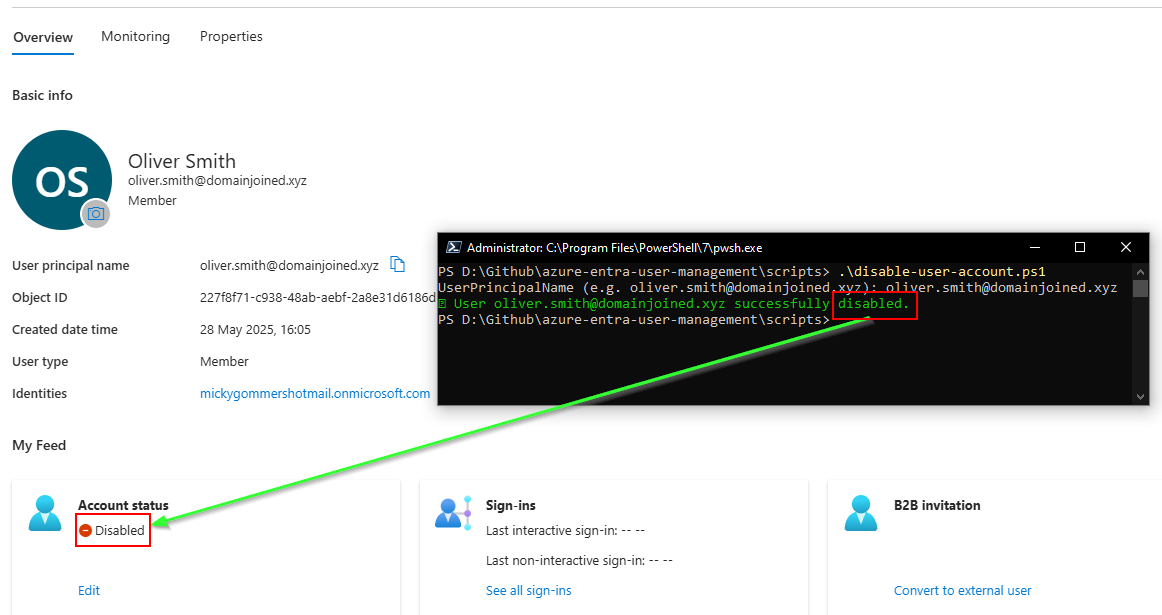 Overview Monitoring Properties
Basic info
OS
Oliver Smith
oliver.smith@domainjoined.xyz
Member
User principal name oliver.smith@domainjoined.xyz
Object ID 227f8f71-c938-48ab-aebf-2a8e31d6186d
Created date time 28 May 2025, 16:05
User type Member
Identities mickygommershotmail.onmicrosoft.com
Administrator: C:\Program Files\PowerShell\7\pwsh.exe
PS D:\Github\azure-entra-user-management\scripts> .\disable-user-account.ps1
UserPrincipalName (e.g. oliver.smith@domainjoined.xyz): oliver.smith@domainjoined.xyz
User oliver.smith@domainjoined.xyz successfully disabled.
PS D:\Github\azure-entra-user-management\scripts>
My Feed
Account status
Disabled
Edit
Sign-ins
Last interactive sign-in: -- --
Last non-interactive sign-in: -- --
See all sign-ins
B2B invitation
Convert to external user